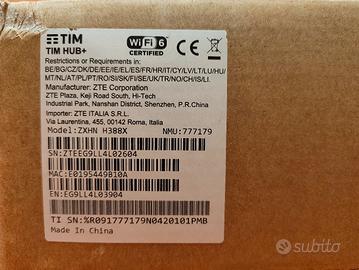 TIM
TIM HUB+
Wi Fi 6
CERTIFIED
CE
Restrictions or Requirements in:
BE/BG/CZ/DK/DE/EE/IE/EL/ES/FR/HR/IT/CY/LV/LT/LU/HU/
MT/NL/AT/PL/PT/RO/SI/SK/FI/SE/UK/TR/NO/CH/IS/LI.
Manufacturer: ZTE Corporation
ZTE Plaza, Keji Road South, Hi-Tech
Industrial Park, Nanshan District, Shenzhen, P.R.China
Importer: ZTE ITALIA S.R.L.
Via Laurentina, 455, 00142 Roma, Italia
Model: ZXHN H388X NMU:777179
SN:ZTEEG9LL4L02604
MAC:E0195449B10A
EN:EG9LL4L03904
TI SN:%R091777179N0420101PMB
Made In China
subito